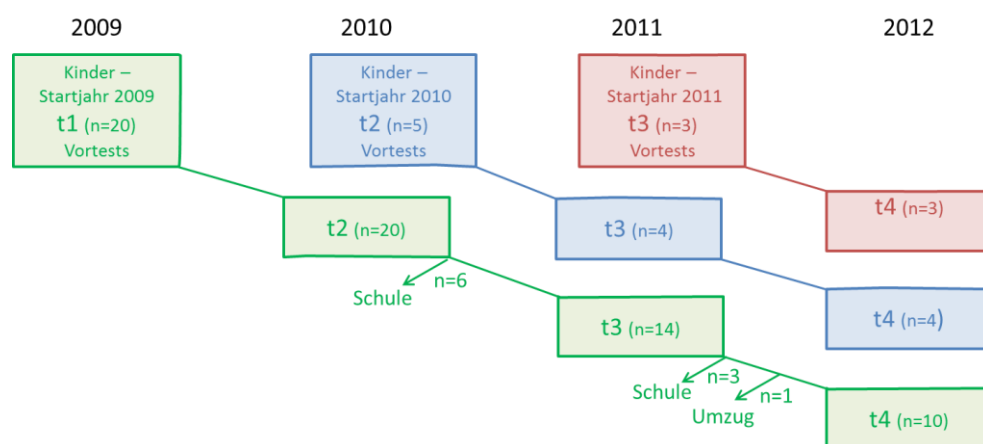 2009
2010
2011
2012
Kinder –
Startjahr 2009
t1 (n=20)
Vortests
Kinder –
Startjahr 2010
t2 (n=5)
Vortests
Kinder –
Startjahr 2011
t3 (n=3)
Vortests
t2 (n=20)
t3 (n=4)
t4 (n=3)
n=6
Schule
t3 (n=14)
t4 (n=4)
n=3
Schule
n=1
Umzug
t4 (n=10)